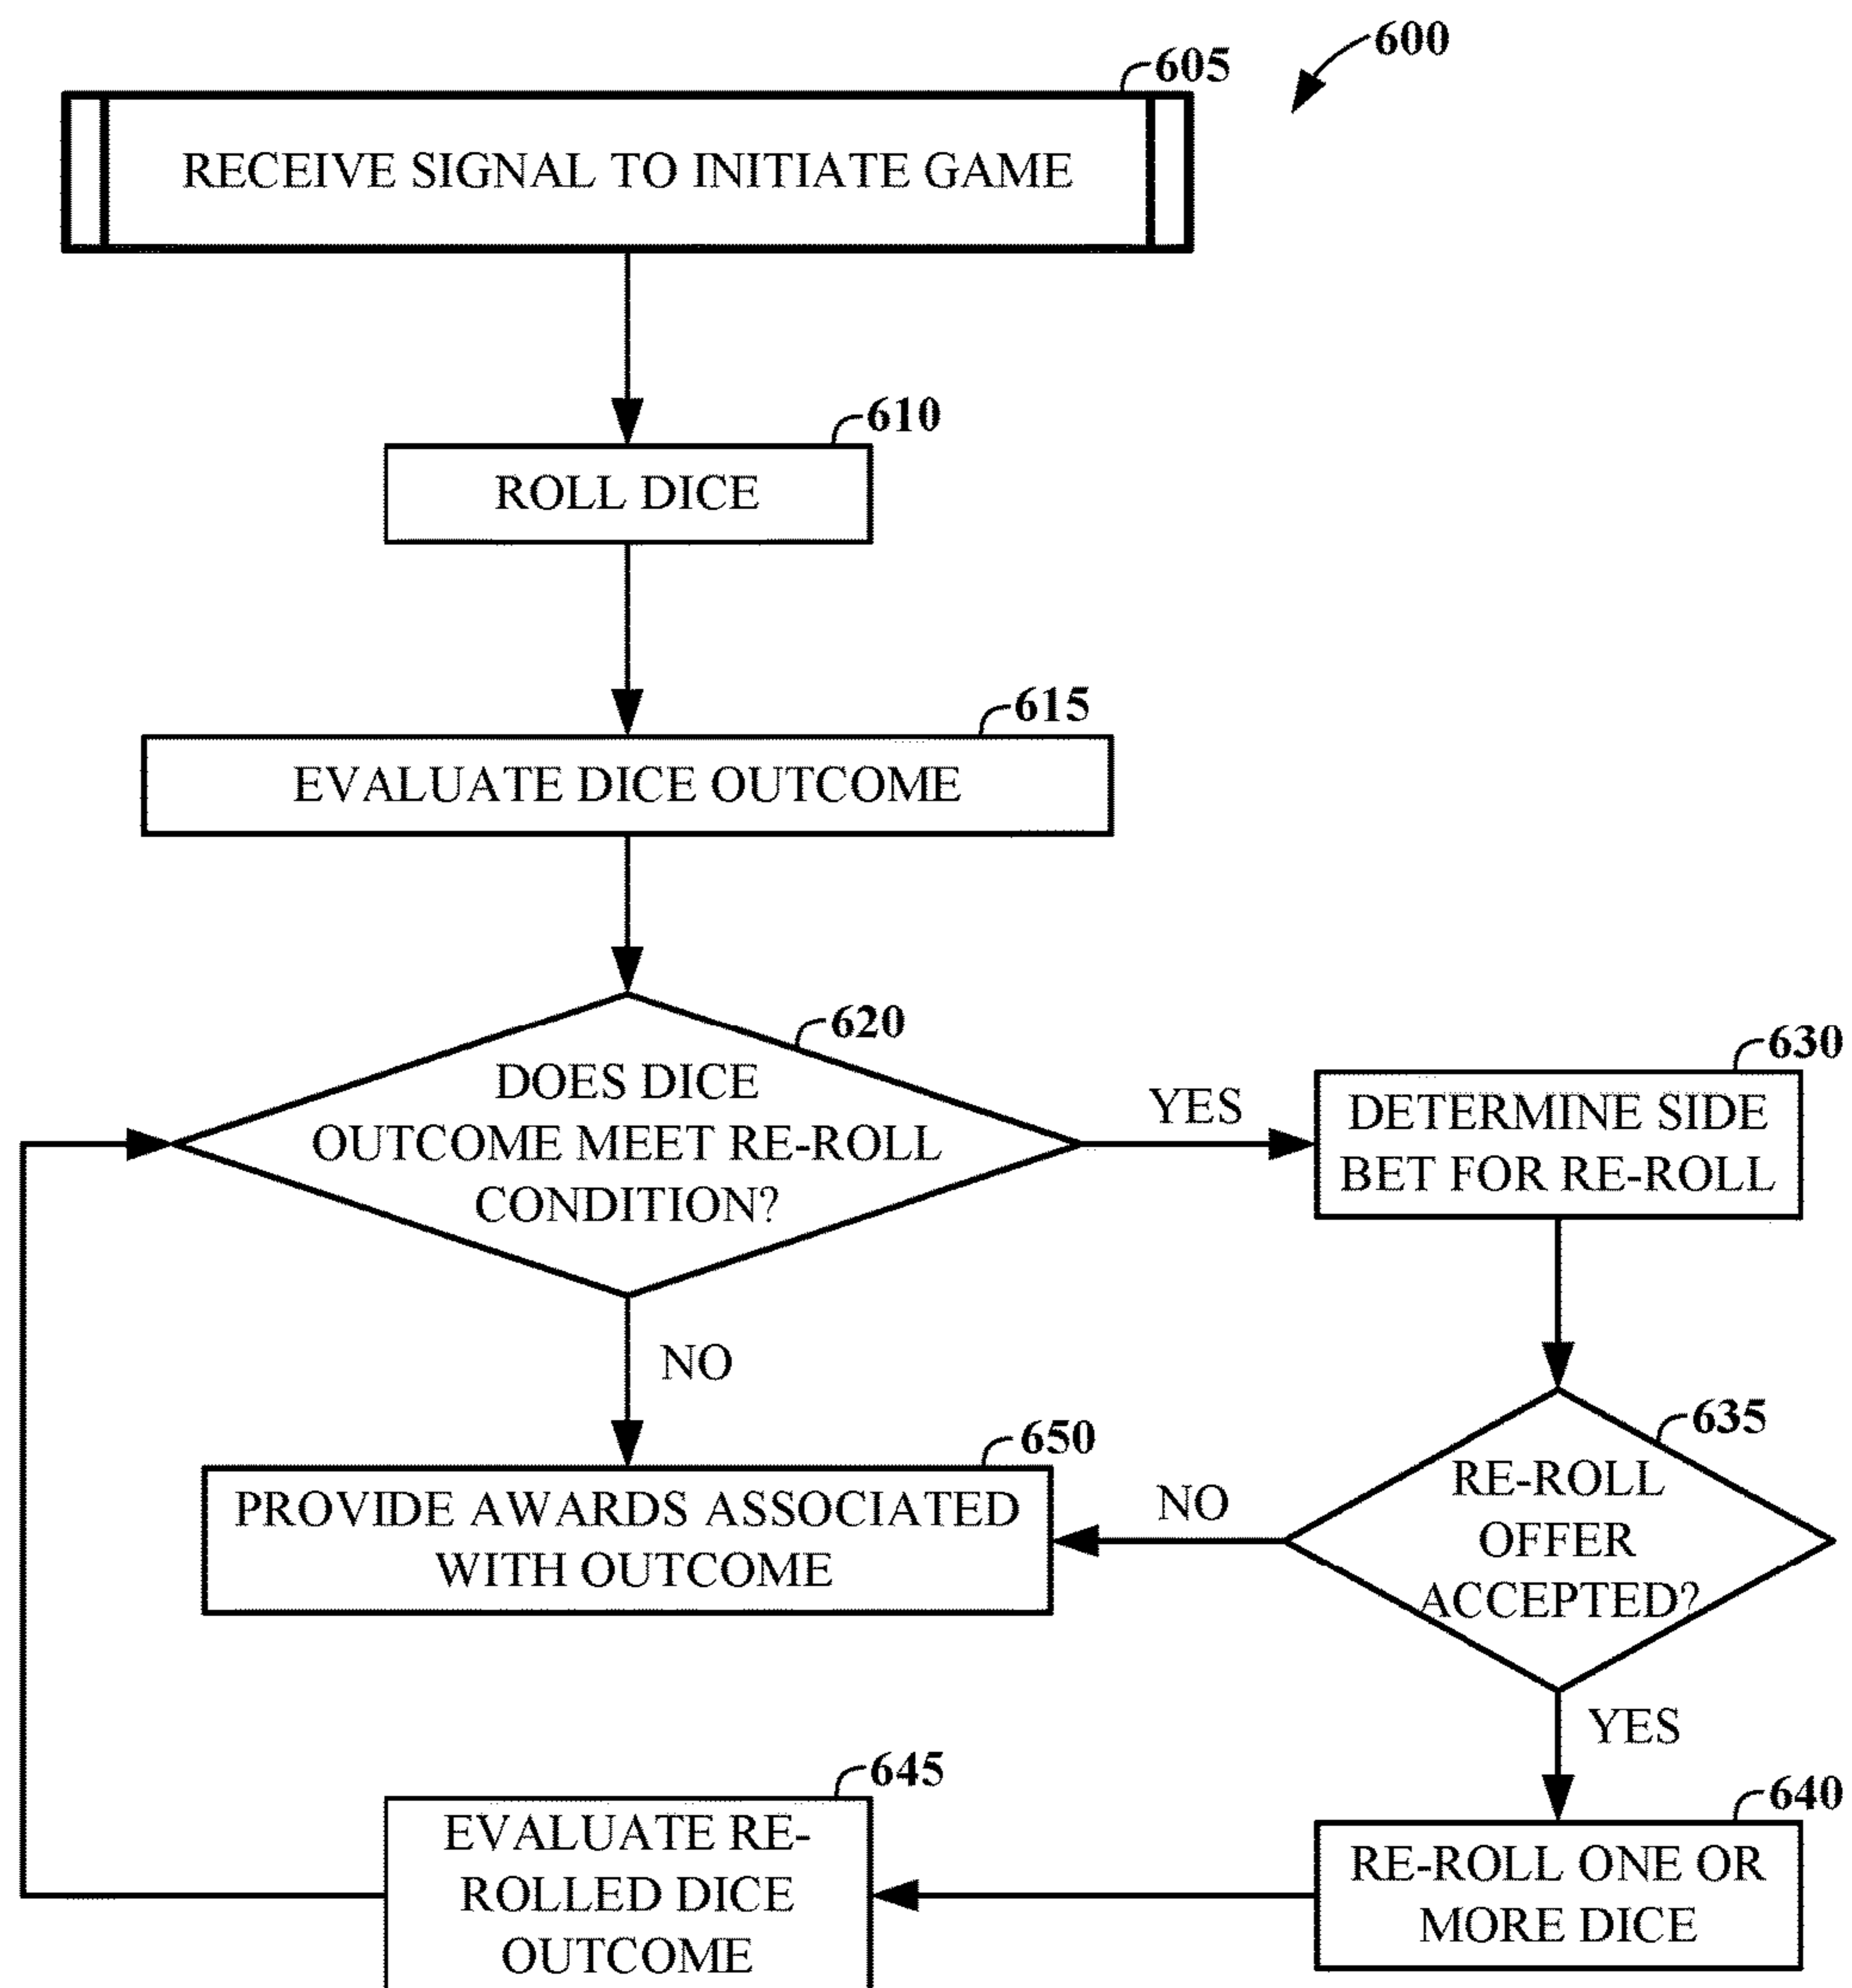 600
605
RECEIVE SIGNAL TO INITIATE GAME
610
ROLL DICE
615
EVALUATE DICE OUTCOME
620
DOES DICE
OUTCOME MEET RE-ROLL
CONDITION?
YES
630
DETERMINE SIDE
BET FOR RE-ROLL
NO
635
RE-ROLL
OFFER
ACCEPTED?
NO
650
PROVIDE AWARDS ASSOCIATED
WITH OUTCOME
YES
640
RE-ROLL ONE OR
MORE DICE
645
EVALUATE RE-
ROLLED DICE
OUTCOME